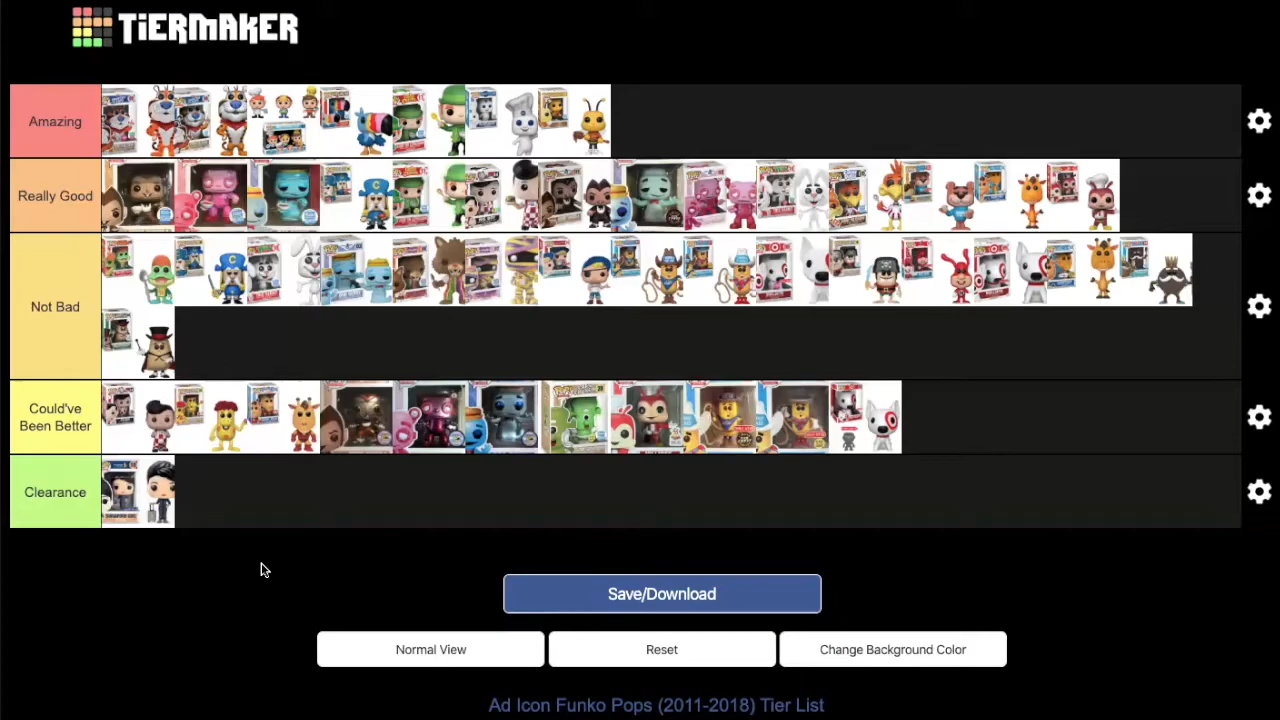 TiERMAKER
Amazing
Really Good
Not Bad
Could've
Been Better
Clearance
Save/Download
Normal View
Reset
Change Background Color
Ad Icon Funko Pops (2011-2018) Tier List